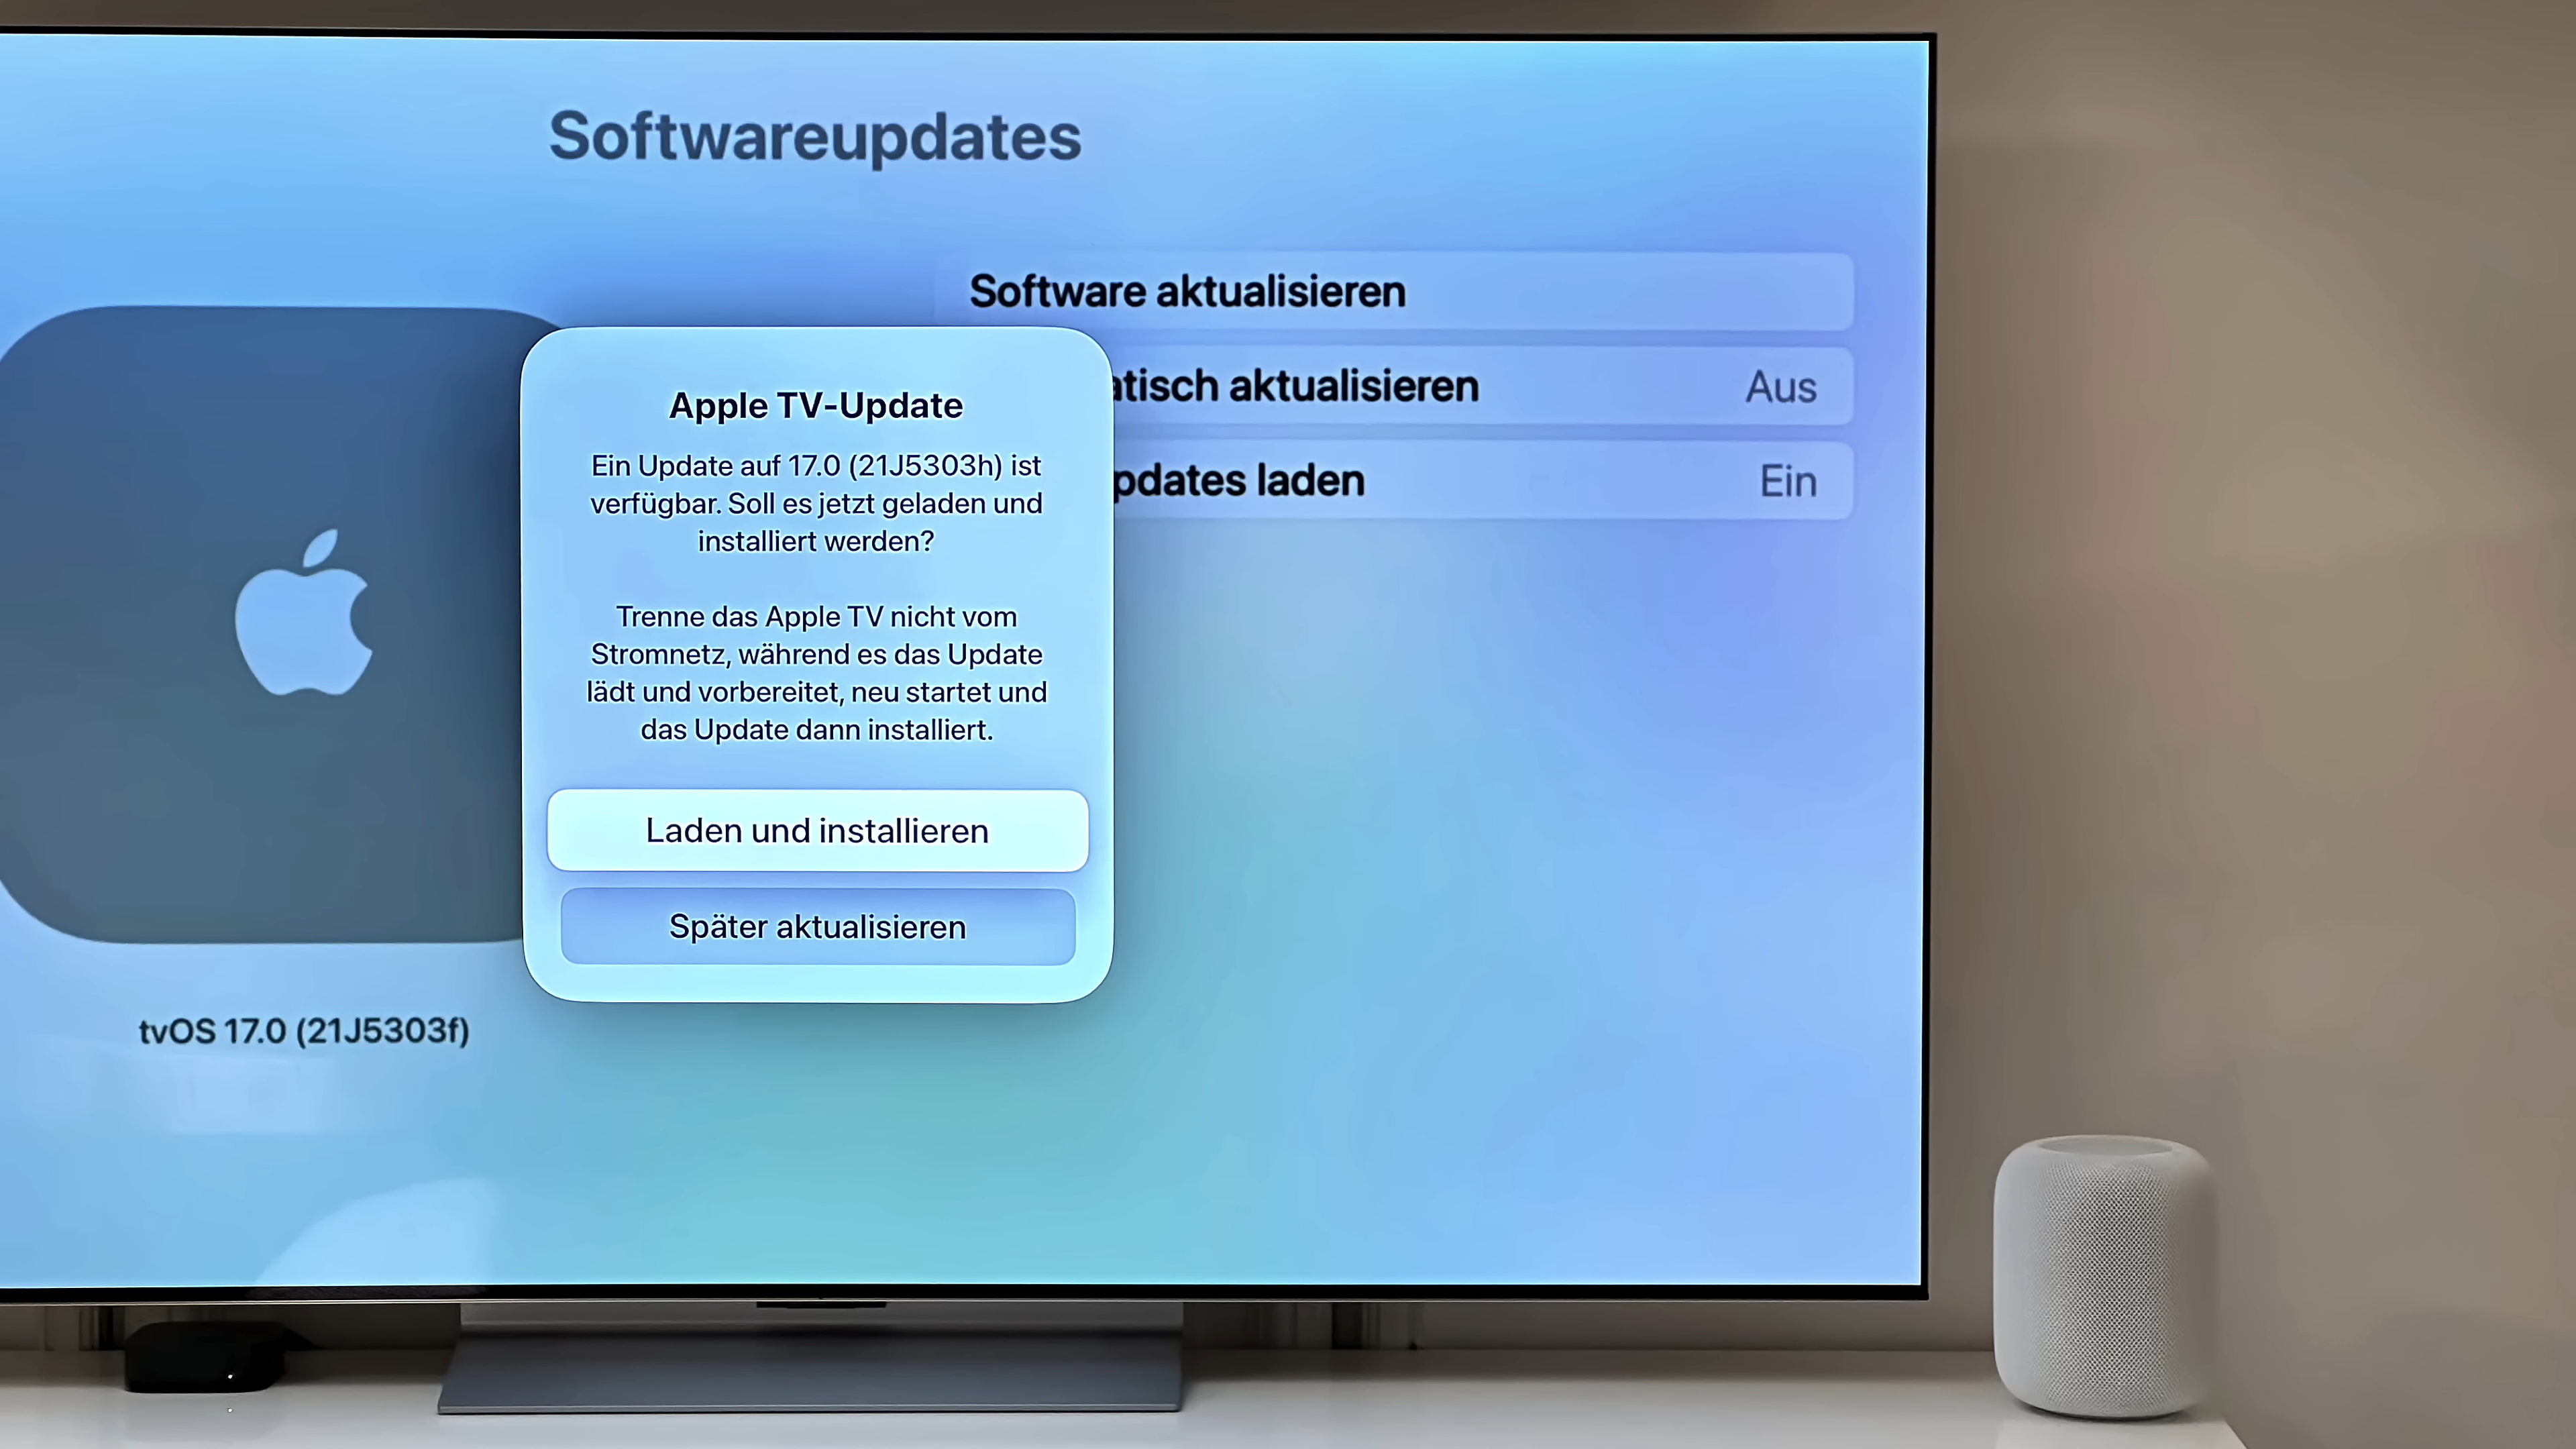 Softwareupdates
Software aktualisieren
aktualisieren
Aus
laden
Ein
Apple TV-Update
Ein Update auf 17.0 (21J5303h) ist
verfügbar. Soll es jetzt geladen und
installiert werden?
Trenne das Apple TV nicht vom
Stromnetz, während es das Update
lädt und vorbereitet, neu startet und
das Update dann installiert.
Laden und installieren
Später aktualisieren
tvOS 17.0 (21J5303f)